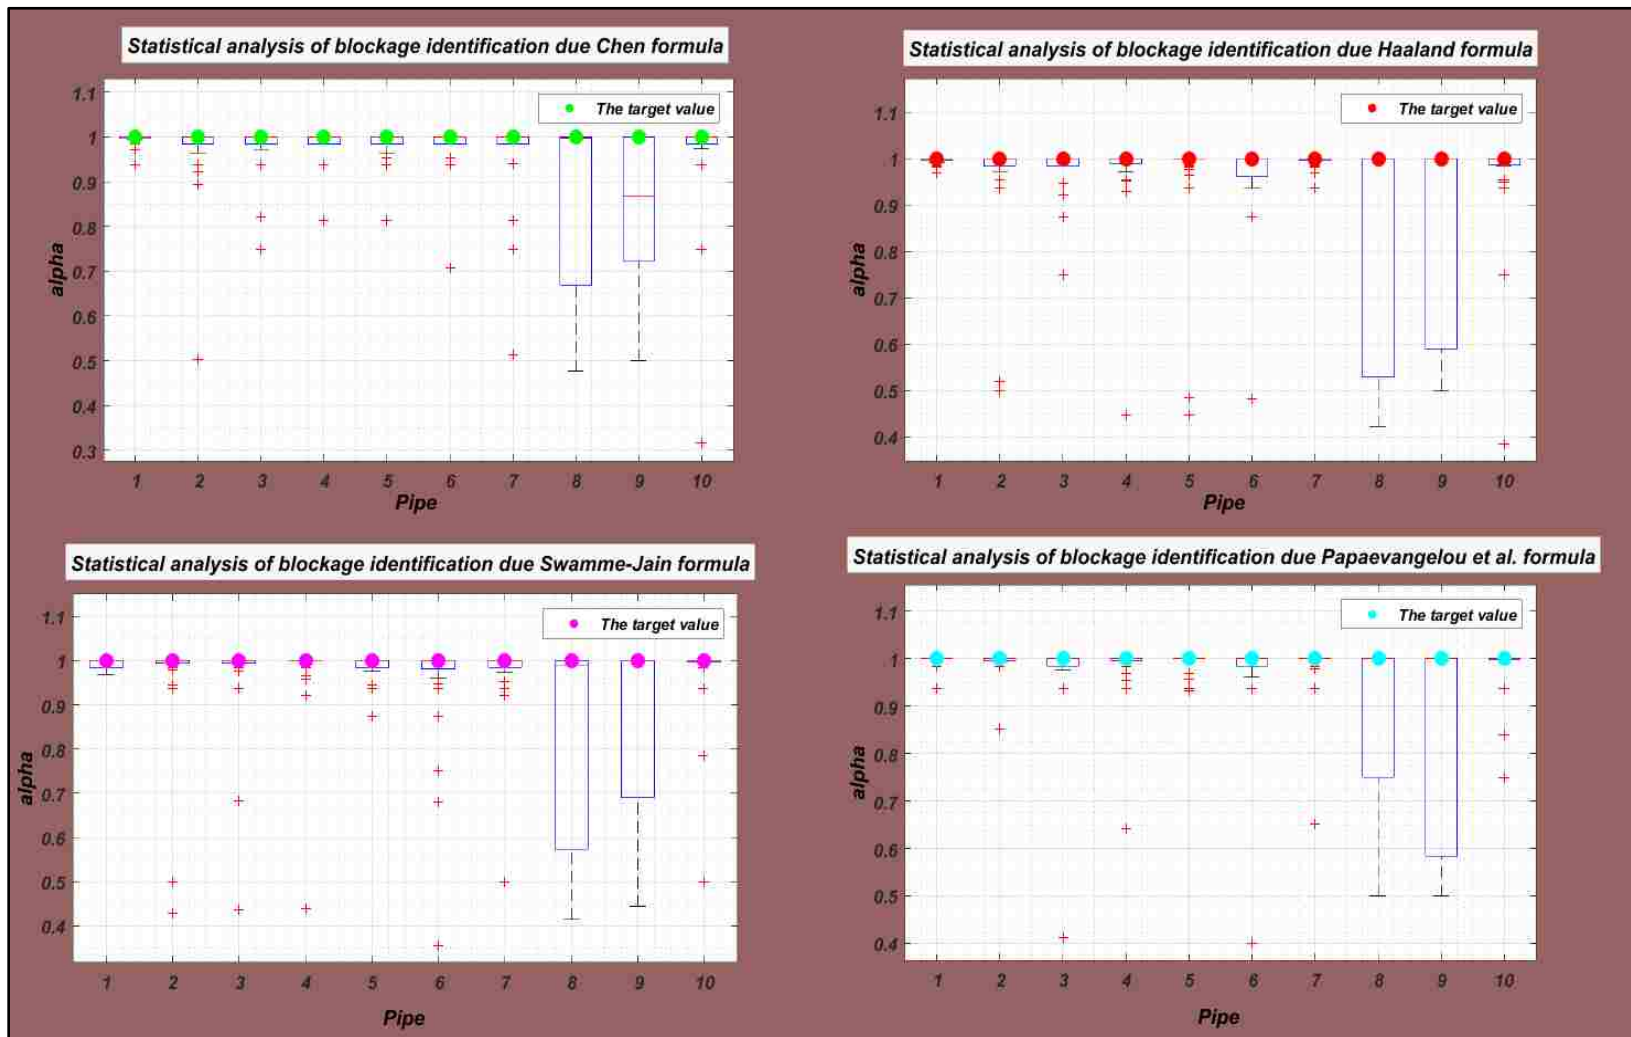 Statistical analysis of blockage identification due Chen formula
The target value
1.1
1
0.9
0.8
0.7
0.6
0.5
0.4
0.3
alpha
1 2 3 4 5 6 7 8 9 10
Pipe
Statistical analysis of blockage identification due Haaland formula
The target value
1.1
1
0.9
0.8
0.7
0.6
0.5
0.4
alpha
1 2 3 4 5 6 7 8 9 10
Pipe
Statistical analysis of blockage identification due Swamme-Jain formula
The target value
1.1
1
0.9
0.8
0.7
0.6
0.5
0.4
alpha
1 2 3 4 5 6 7 8 9 10
Pipe
Statistical analysis of blockage identification due Papaevangelou et al. formula
The target value
1.1
1
0.9
0.8
0.7
0.6
0.5
0.4
alpha
1 2 3 4 5 6 7 8 9 10
Pipe